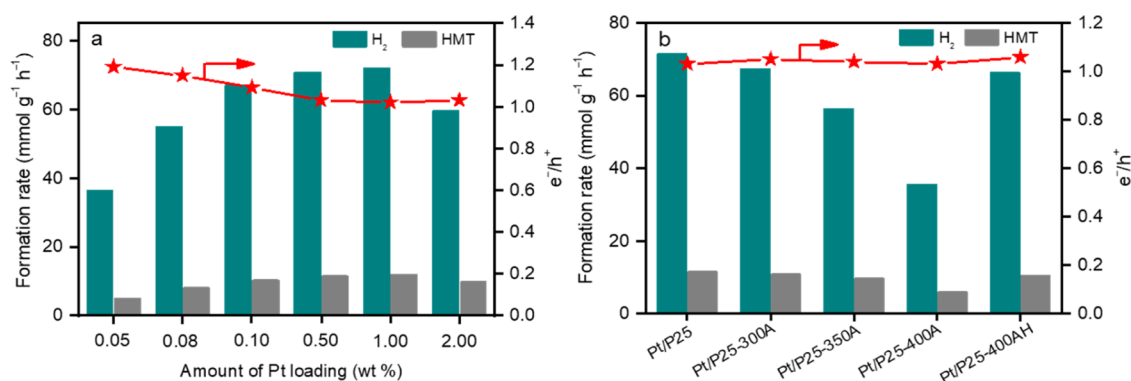 a
H₂
HMT
Formation rate (mmol g⁻¹ h⁻¹)
80
60
40
20
0
1.4
1.2
1.0
0.8
0.6
0.4
0.2
0.0
e⁻/h⁺
0.05 0.08 0.10 0.50 1.00 2.00
Amount of Pt loading (wt %)
b
H₂
HMT
Formation rate (mmol g⁻¹ h⁻¹)
80
60
40
20
0
1.2
1.0
0.8
0.6
0.4
0.2
0.0
e⁻/h⁺
Pt/P25
Pt/P25-300A
Pt/P25-350A
Pt/P25-400A
Pt/P25-400AH